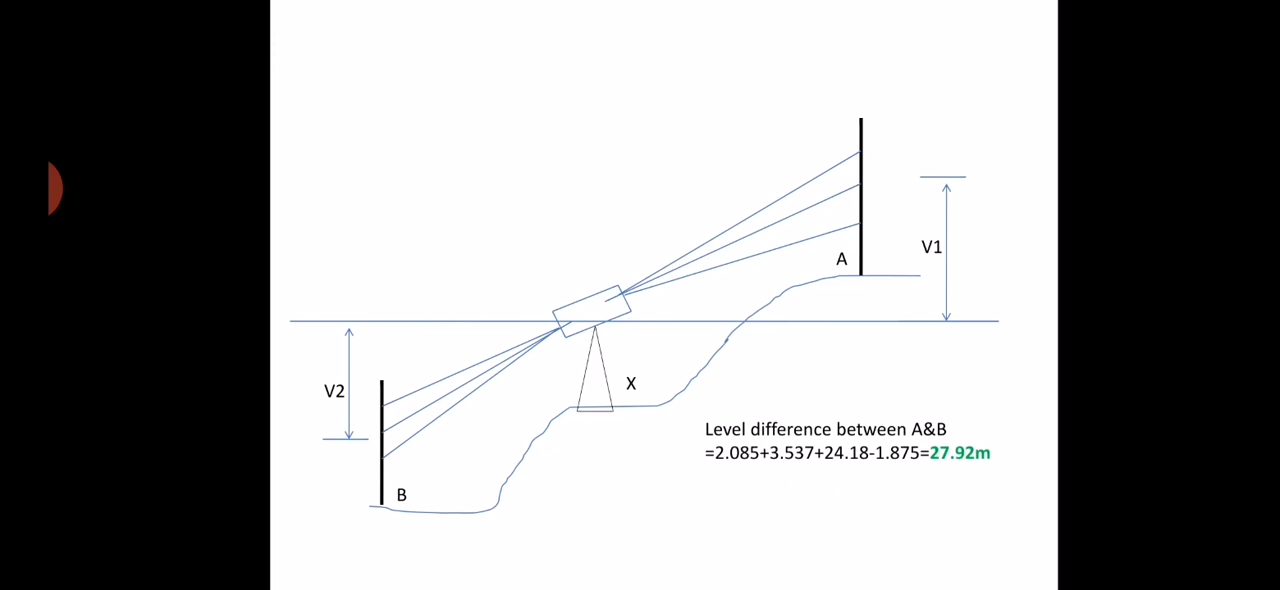 A
V1
V2
X
B
Level difference between A&B
=2.085+3.537+24.18-1.875=27.92m